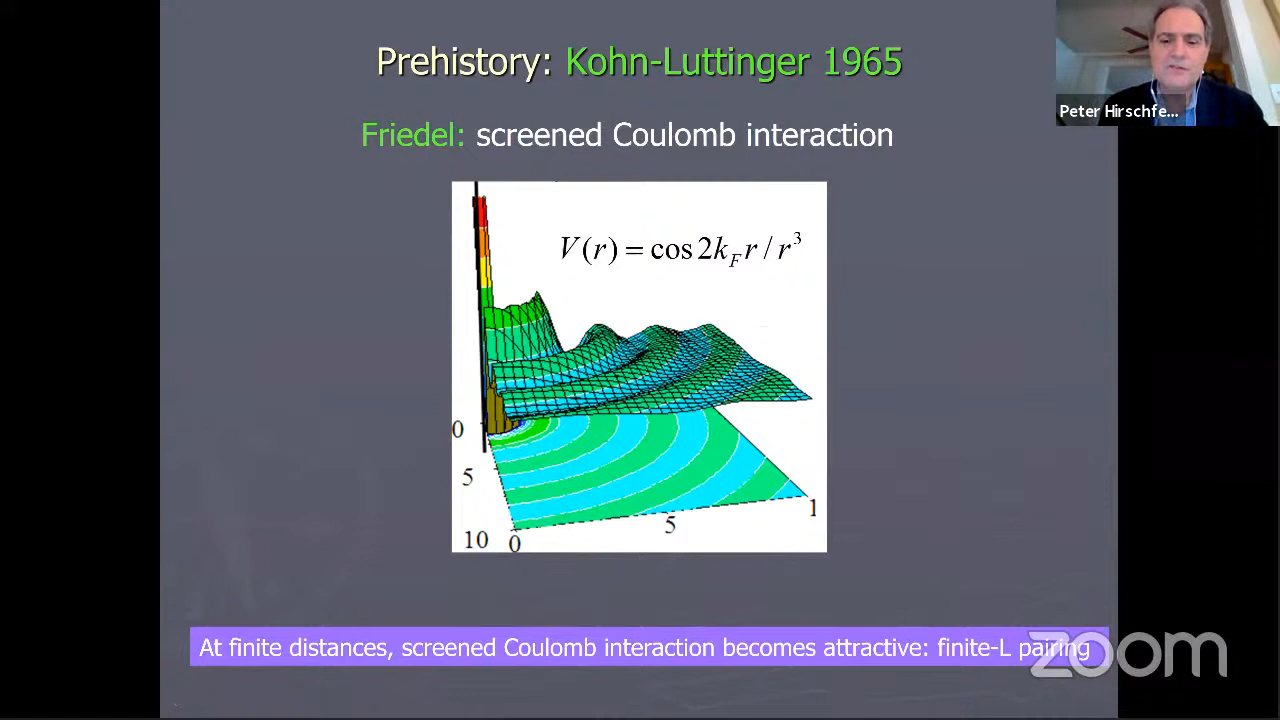 Prehistory: Kohn-Luttinger 1965
Peter Hirschfe...
Friedel: screened Coulomb interaction
V(r) = cos 2k_F r / r^3
0
5
10
0
5
1
At finite distances, screened Coulomb interaction becomes attractive: finite-L pairing
zoom